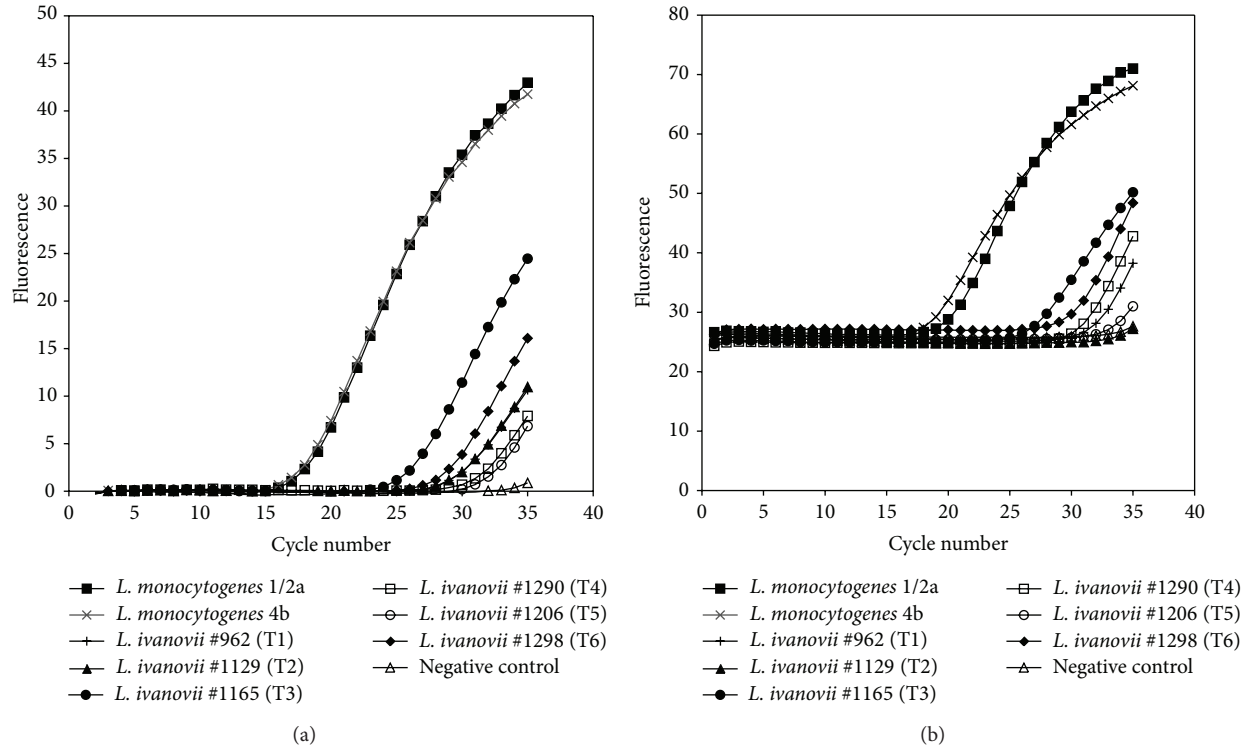 50
45
40
35
30
25
20
15
10
5
0
Fluorescence
0 5 10 15 20 25 30 35 40
Cycle number
L. monocytogenes 1/2a
L. monocytogenes 4b
L. ivanovii #962 (T1)
L. ivanovii #1129 (T2)
L. ivanovii #1165 (T3)
L. ivanovii #1290 (T4)
L. ivanovii #1206 (T5)
L. ivanovii #1298 (T6)
Negative control
(a)
80
70
60
50
40
30
20
10
0
Fluorescence
0 5 10 15 20 25 30 35 40
Cycle number
L. monocytogenes 1/2a
L. monocytogenes 4b
L. ivanovii #962 (T1)
L. ivanovii #1129 (T2)
L. ivanovii #1165 (T3)
L. ivanovii #1290 (T4)
L. ivanovii #1206 (T5)
L. ivanovii #1298 (T6)
Negative control
(b)